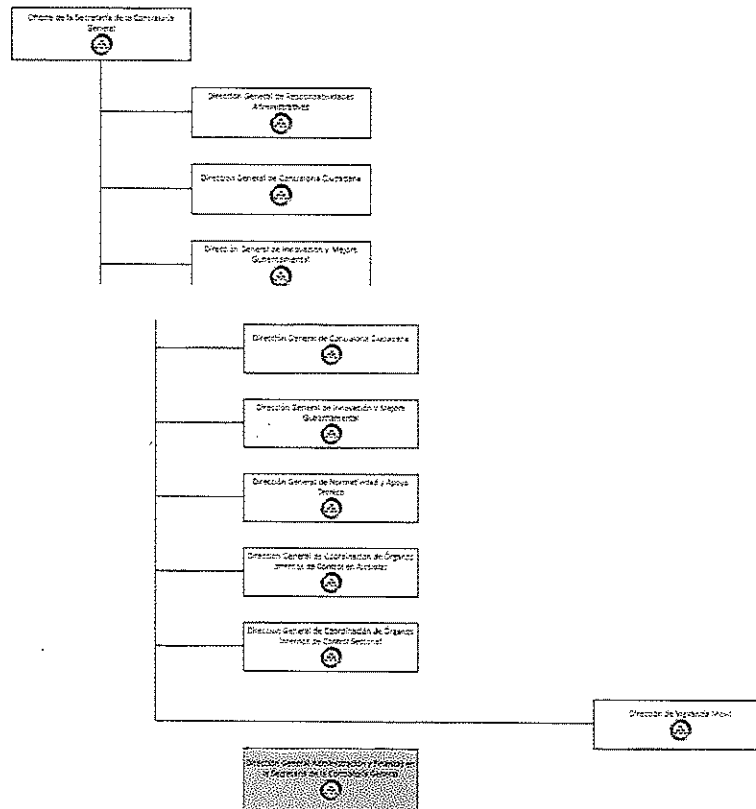 Oficina de la Secretaría de la Contraloría
General
Dirección General de Responsabilidades
Administrativas
Dirección General de Contraloría Ciudadana
Dirección General de Innovación y Mejora
Gubernamental
Dirección General de Contraloría Ciudadana
Dirección General de Innovación y Mejora
Gubernamental
Dirección General de Normatividad y Apoyo
Técnico
Dirección General de Coordinación de Órganos
Internos de Control en Alcaldías
Dirección General de Coordinación de Órganos
Internos de Control Sectorial
Dirección de Vigilancia Móvil
Dirección General Administración y Finanzas en
la Secretaría de la Contraloría General